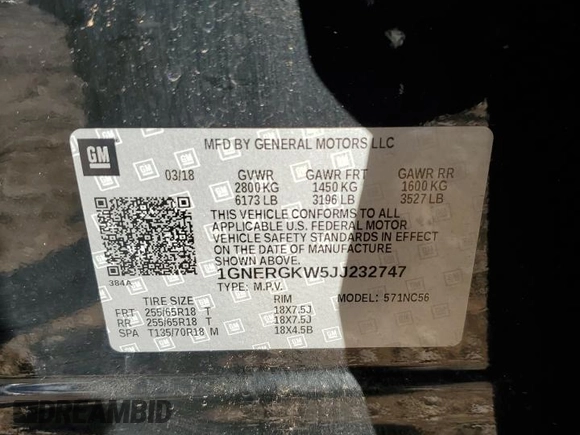 MFD BY GENERAL MOTORS LLC
GM
03/18 GVWR GAWR FRT GAWR RR
2800 KG 1450 KG 1600 KG
6173 LB 3196 LB 3527 LB
THIS VEHICLE CONFORMS TO ALL
APPLICABLE U.S. FEDERAL MOTOR
VEHICLE SAFETY STANDARDS IN EFFECT
ON THE DATE OF MANUFACTURE
SHOWN ABOVE.
384A 1GNERGKW5JJ232747
TYPE: M.P.V. MODEL: 571NC56
TIRE SIZE RIM
FRT 255/65R18 T 18X7.5J
RR 255/65R18 T 18X7.5J
SPA T135/70R18 M 18X4.5B
DREAMBID